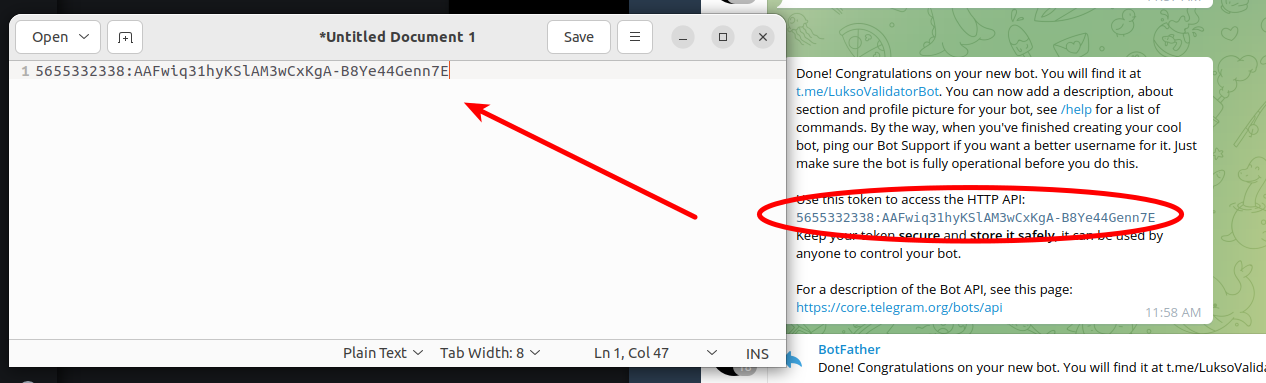 Open
*Untitled Document 1
Save
1 5655332338:AAFwiq31hyKSlAM3wCxKgA-B8Ye44Genn7E
Plain Text
Tab Width: 8
Ln 1, Col 47
INS
Done! Congratulations on your new bot. You will find it at
t.me/LuksoValidatorBot. You can now add a description, about
section and profile picture for your bot, see /help for a list of
commands. By the way, when you've finished creating your cool
bot, ping our Bot Support if you want a better username for it. Just
make sure the bot is fully operational before you do this.
Use this token to access the HTTP API:
5655332338:AAFwiq31hyKSlAM3wCxKgA-B8Ye44Genn7E
Keep your token secure and store it safely, it can be used by
anyone to control your bot.
For a description of the Bot API, see this page:
https://core.telegram.org/bots/api
11:58 AM
BotFather
Done! Congratulations on your new bot. You will find it at t.me/LuksoValida